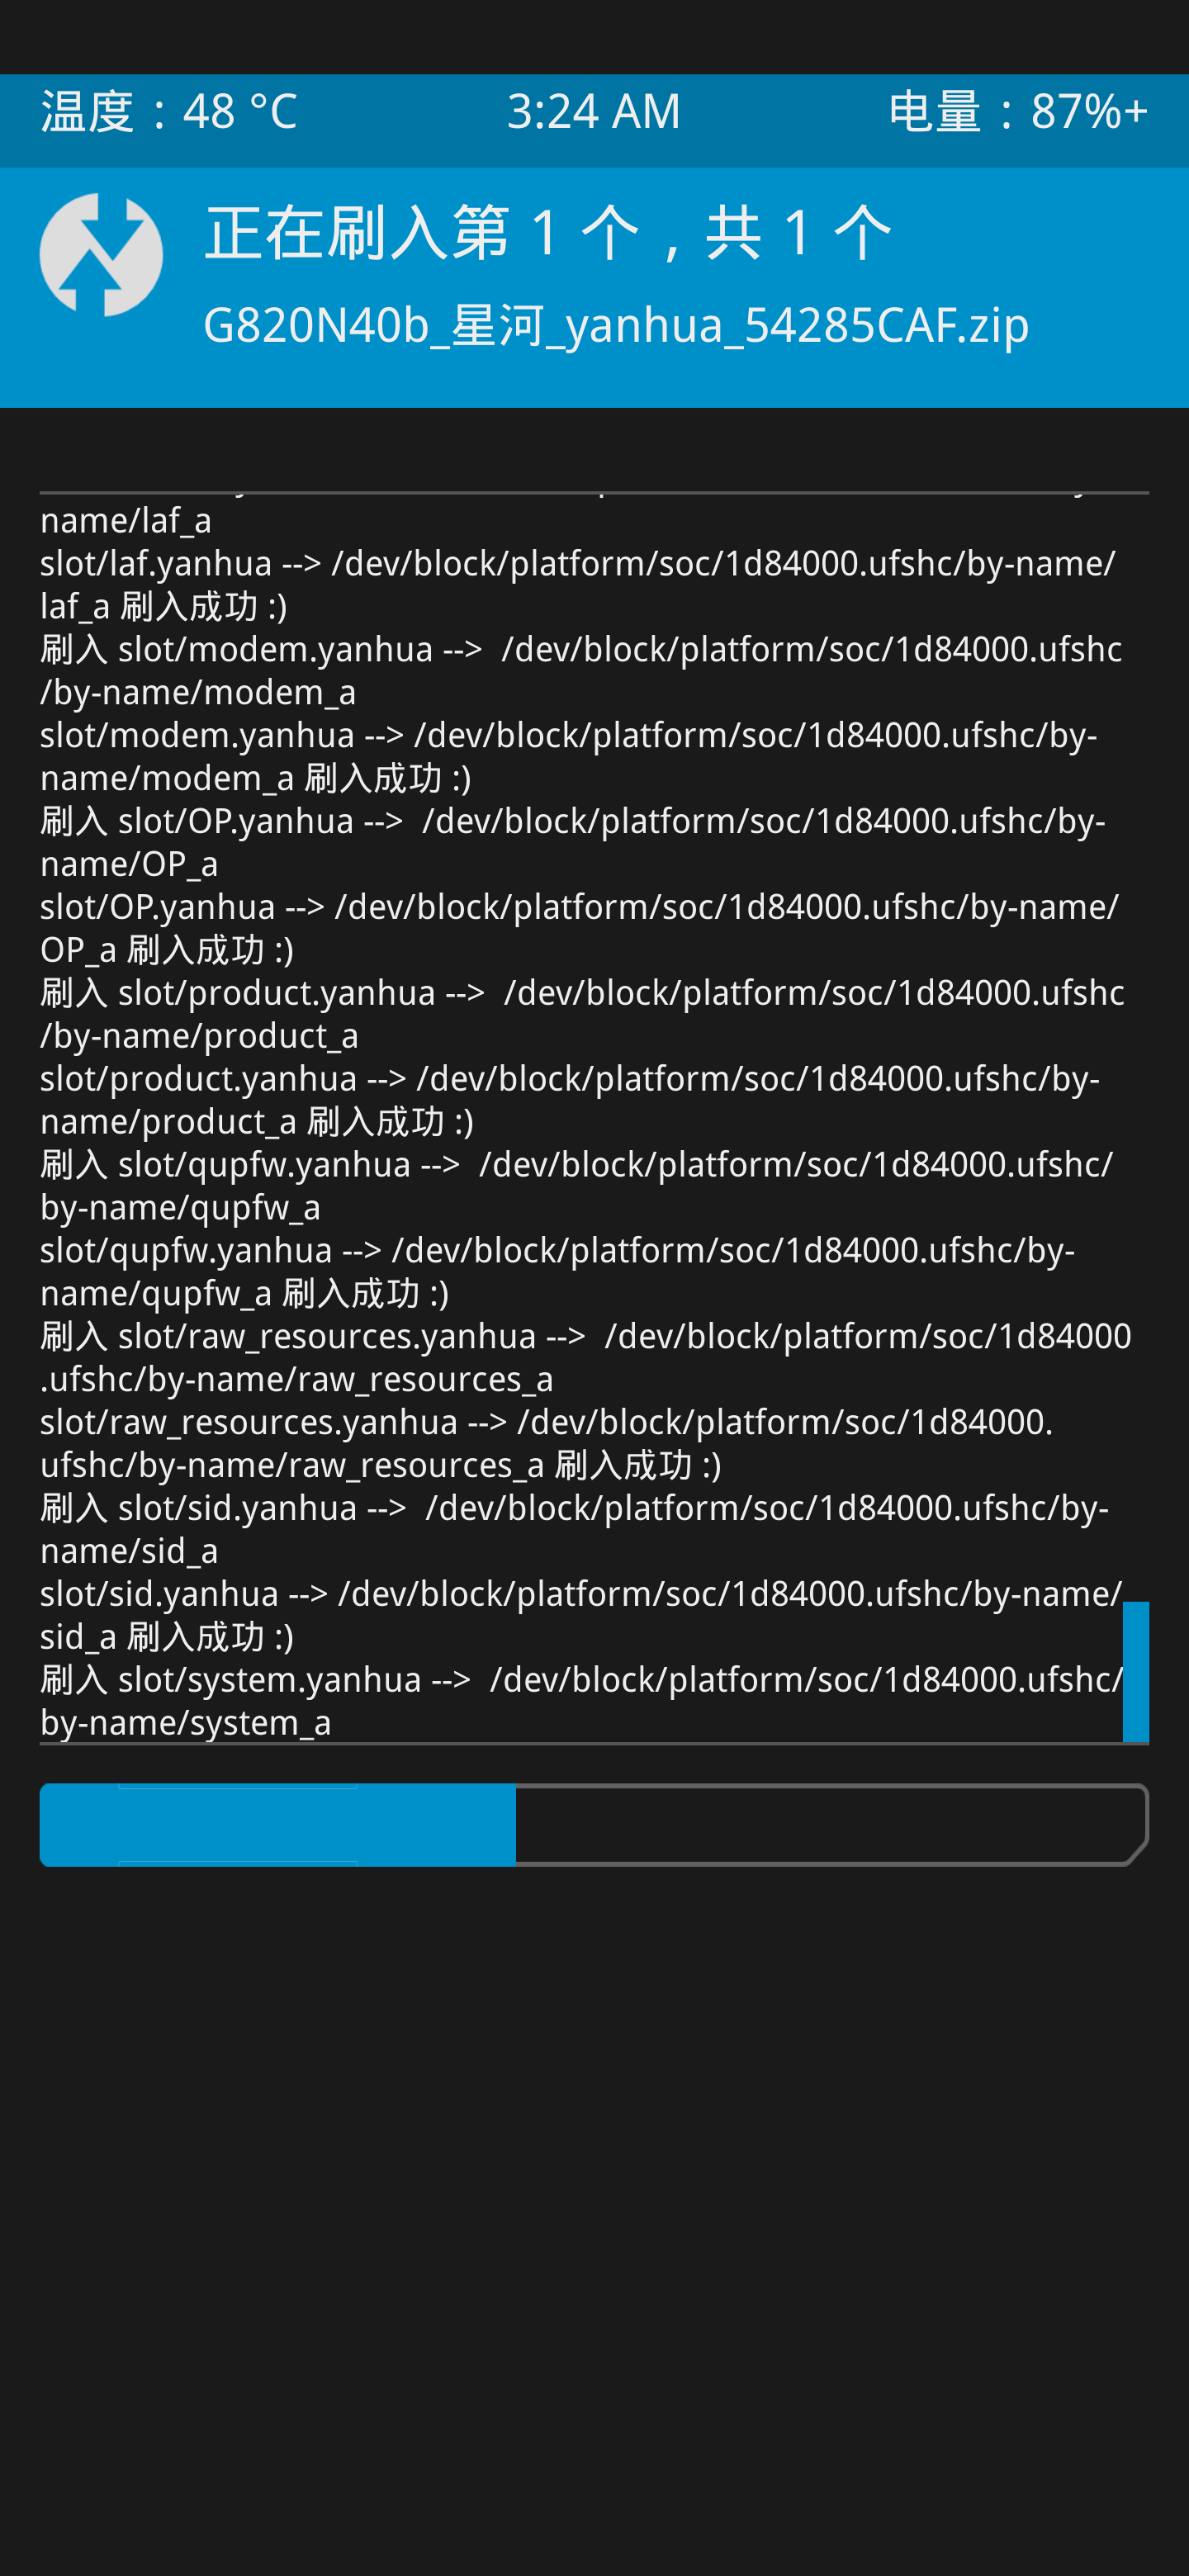 温度：48 °C
3:24 AM
电量：87%+
正在刷入第 1 个，共 1 个
G820N40b_星河_yanhua_54285CAF.zip
name/laf_a
slot/laf.yanhua --> /dev/block/platform/soc/1d84000.ufshc/by-name/
laf_a 刷入成功 :)
刷入 slot/modem.yanhua -->  /dev/block/platform/soc/1d84000.ufshc
/by-name/modem_a
slot/modem.yanhua --> /dev/block/platform/soc/1d84000.ufshc/by-
name/modem_a 刷入成功 :)
刷入 slot/OP.yanhua -->  /dev/block/platform/soc/1d84000.ufshc/by-
name/OP_a
slot/OP.yanhua --> /dev/block/platform/soc/1d84000.ufshc/by-name/
OP_a 刷入成功 :)
刷入 slot/product.yanhua -->  /dev/block/platform/soc/1d84000.ufshc
/by-name/product_a
slot/product.yanhua --> /dev/block/platform/soc/1d84000.ufshc/by-
name/product_a 刷入成功 :)
刷入 slot/qupfw.yanhua -->  /dev/block/platform/soc/1d84000.ufshc/
by-name/qupfw_a
slot/qupfw.yanhua --> /dev/block/platform/soc/1d84000.ufshc/by-
name/qupfw_a 刷入成功 :)
刷入 slot/raw_resources.yanhua -->  /dev/block/platform/soc/1d84000
.ufshc/by-name/raw_resources_a
slot/raw_resources.yanhua --> /dev/block/platform/soc/1d84000.
ufshc/by-name/raw_resources_a 刷入成功 :)
刷入 slot/sid.yanhua -->  /dev/block/platform/soc/1d84000.ufshc/by-
name/sid_a
slot/sid.yanhua --> /dev/block/platform/soc/1d84000.ufshc/by-name/
sid_a 刷入成功 :)
刷入 slot/system.yanhua -->  /dev/block/platform/soc/1d84000.ufshc/
by-name/system_a